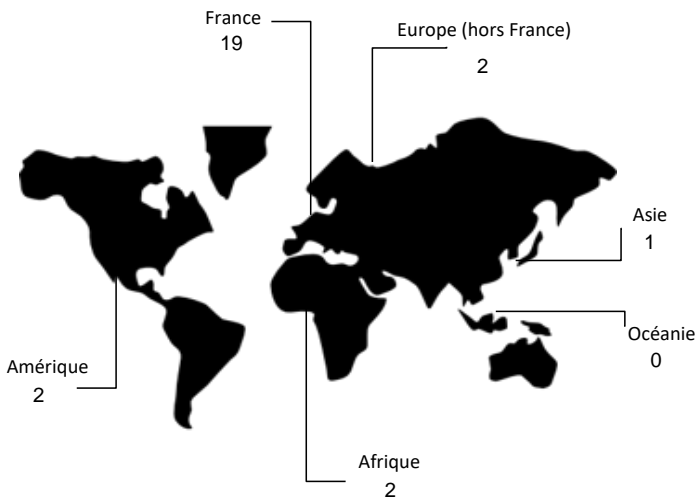 France
19
Europe (hors France)
2
Asie
1
Océanie
0
Amérique
2
Afrique
2